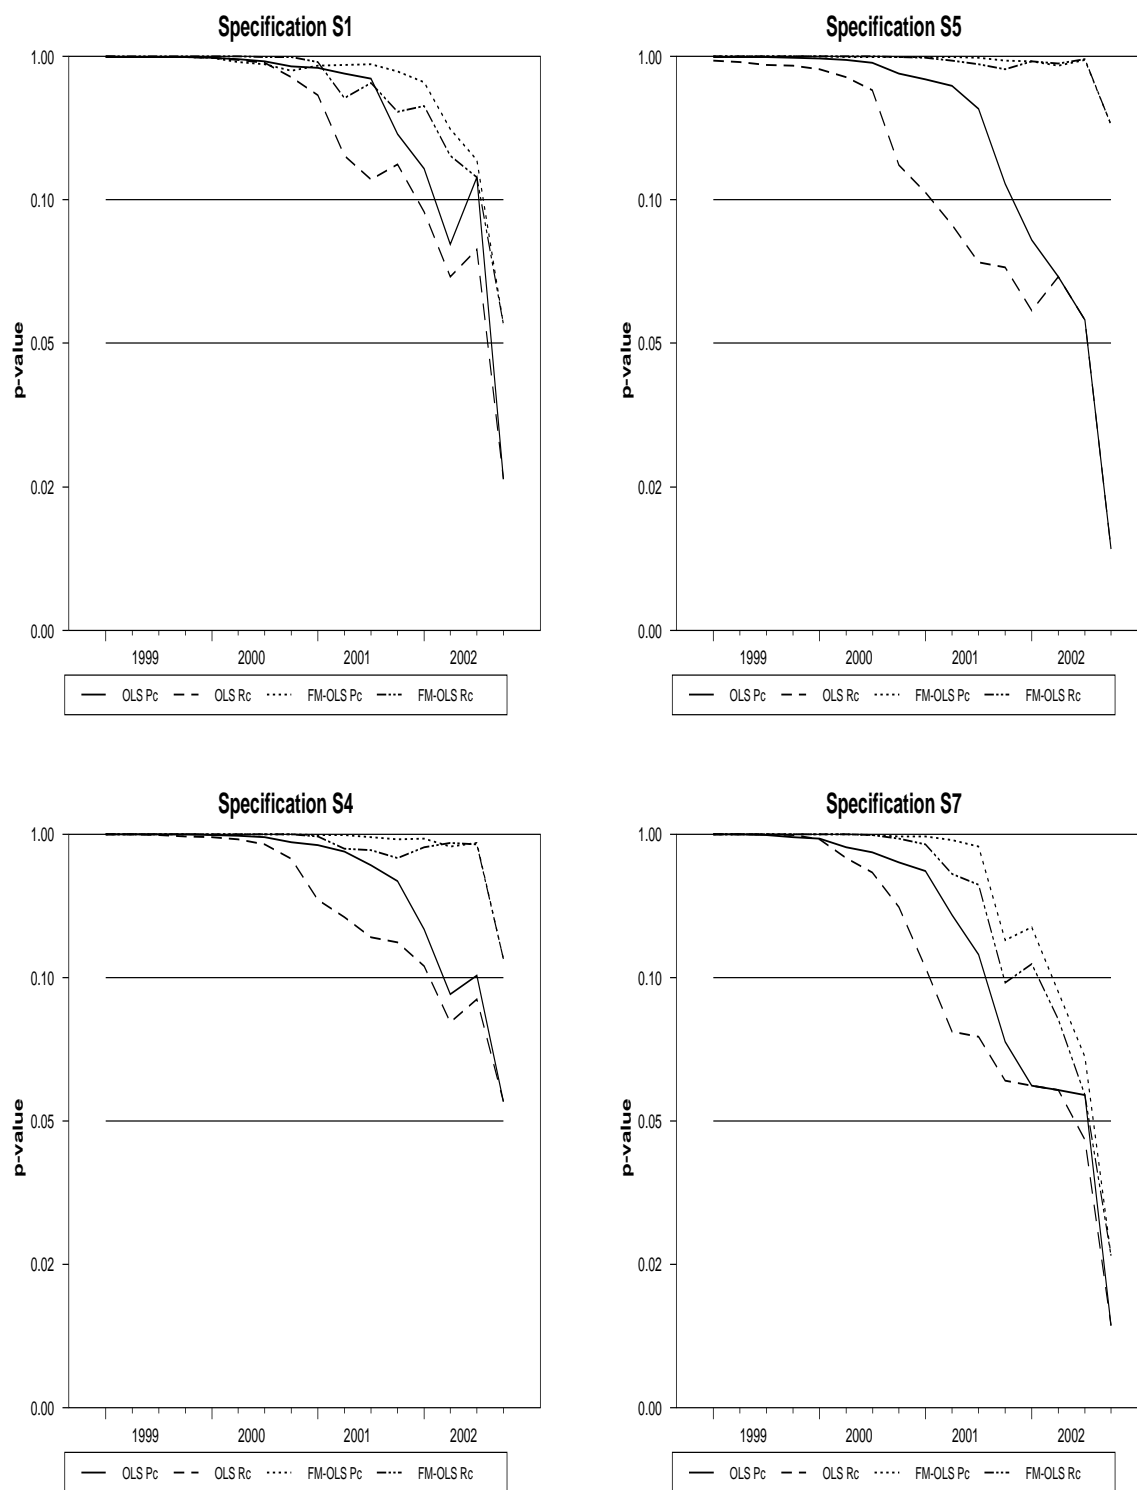 Specification S1
1.00
0.10
0.05
0.02
0.00
p-value
1999 2000 2001 2002
OLS Pc OLS Rc FM-OLS Pc FM-OLS Rc
Specification S5
1.00
0.10
0.05
0.02
0.00
p-value
1999 2000 2001 2002
OLS Pc OLS Rc FM-OLS Pc FM-OLS Rc
Specification S4
1.00
0.10
0.05
0.02
0.00
p-value
1999 2000 2001 2002
OLS Pc OLS Rc FM-OLS Pc FM-OLS Rc
Specification S7
1.00
0.10
0.05
0.02
0.00
p-value
1999 2000 2001 2002
OLS Pc OLS Rc FM-OLS Pc FM-OLS Rc